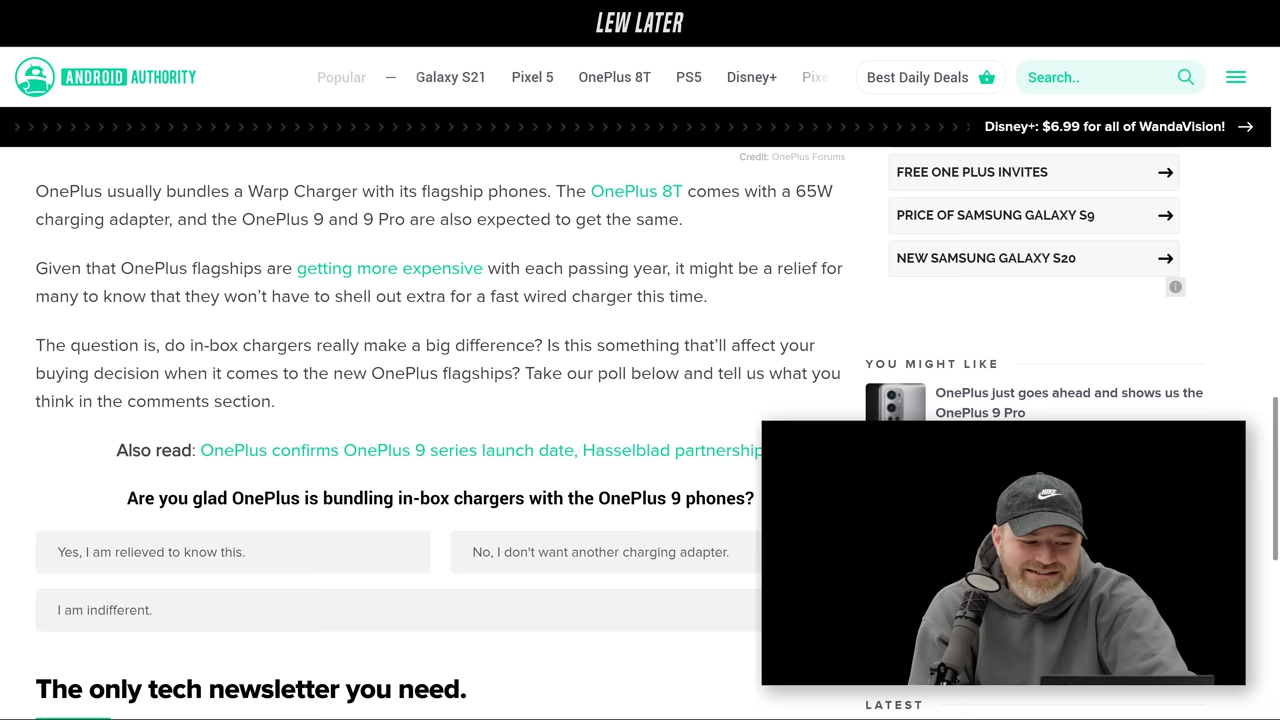 LEW LATER
ANDROID AUTHORITY
Popular — Galaxy S21 Pixel 5 OnePlus 8T PS5 Disney+ Pixe
Best Daily Deals
Search..
Disney+: $6.99 for all of WandaVision!
Credit: OnePlus Forums
OnePlus usually bundles a Warp Charger with its flagship phones. The OnePlus 8T comes with a 65W
charging adapter, and the OnePlus 9 and 9 Pro are also expected to get the same.
Given that OnePlus flagships are getting more expensive with each passing year, it might be a relief for
many to know that they won’t have to shell out extra for a fast wired charger this time.
The question is, do in-box chargers really make a big difference? Is this something that’ll affect your
buying decision when it comes to the new OnePlus flagships? Take our poll below and tell us what you
think in the comments section.
Also read: OnePlus confirms OnePlus 9 series launch date, Hasselblad partnership
Are you glad OnePlus is bundling in-box chargers with the OnePlus 9 phones?
Yes, I am relieved to know this.
No, I don't want another charging adapter.
I am indifferent.
The only tech newsletter you need.
FREE ONE PLUS INVITES
PRICE OF SAMSUNG GALAXY S9
NEW SAMSUNG GALAXY S20
YOU MIGHT LIKE
OnePlus just goes ahead and shows us the
OnePlus 9 Pro
NIKE
LATEST